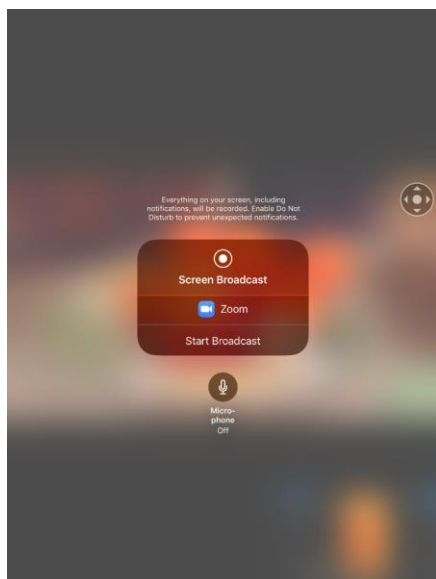 Everything on your screen, including
notifications, will be recorded. Enable Do Not
Disturb to prevent unexpected notifications.
Screen Broadcast
Zoom
Start Broadcast
Micro-
phone
Off